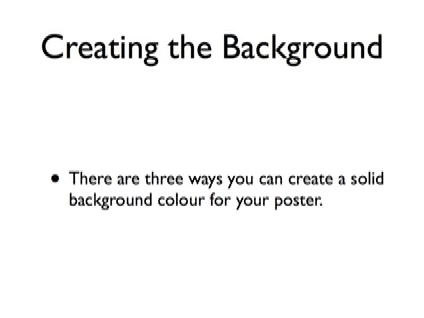 Creating the Background
• There are three ways you can create a solid
background colour for your poster.